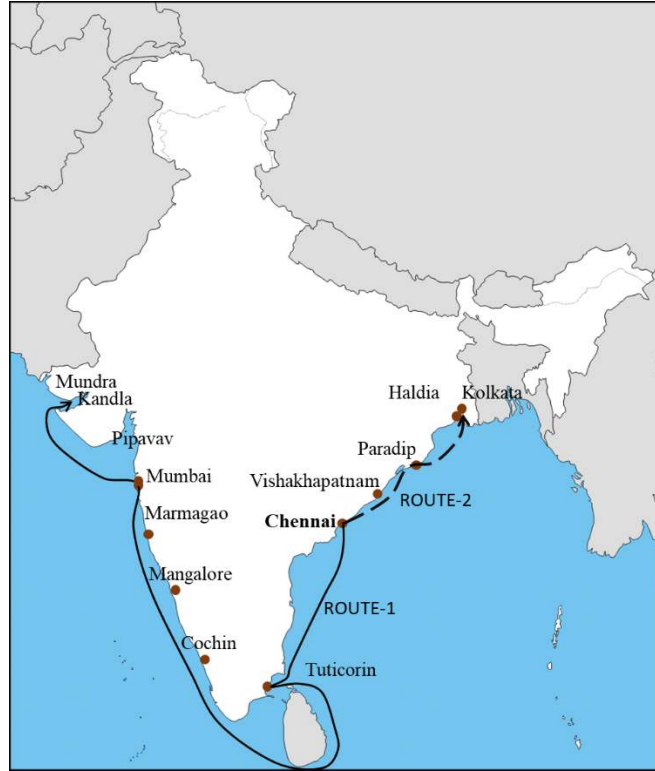 Mundra
Kandla
Haldia
Kolkata
Pipavav
Paradip
Mumbai
Vishakhapatnam
ROUTE-2
Marmagao
Chennai
Mangalore
ROUTE-1
Cochin
Tuticorin